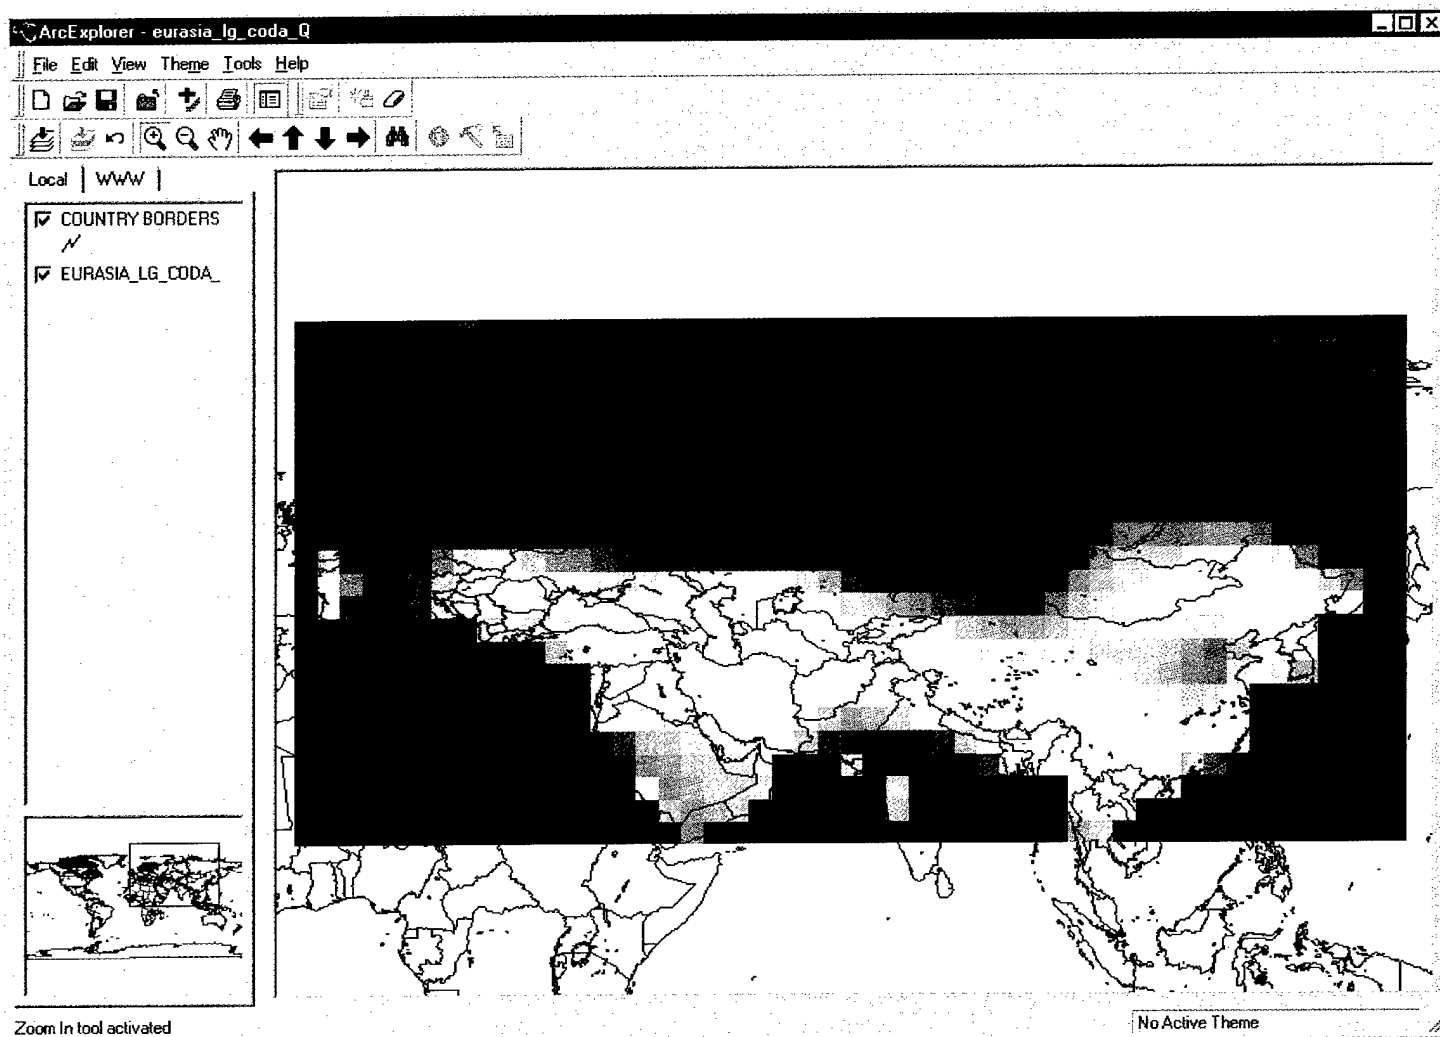 ArcExplorer - eurasia_lg_coda_Q
File Edit View Theme Tools Help
Local WWW
COUNTRY BORDERS
EURASIA_LG_CODA_
Zoom In tool activated
No Active Theme